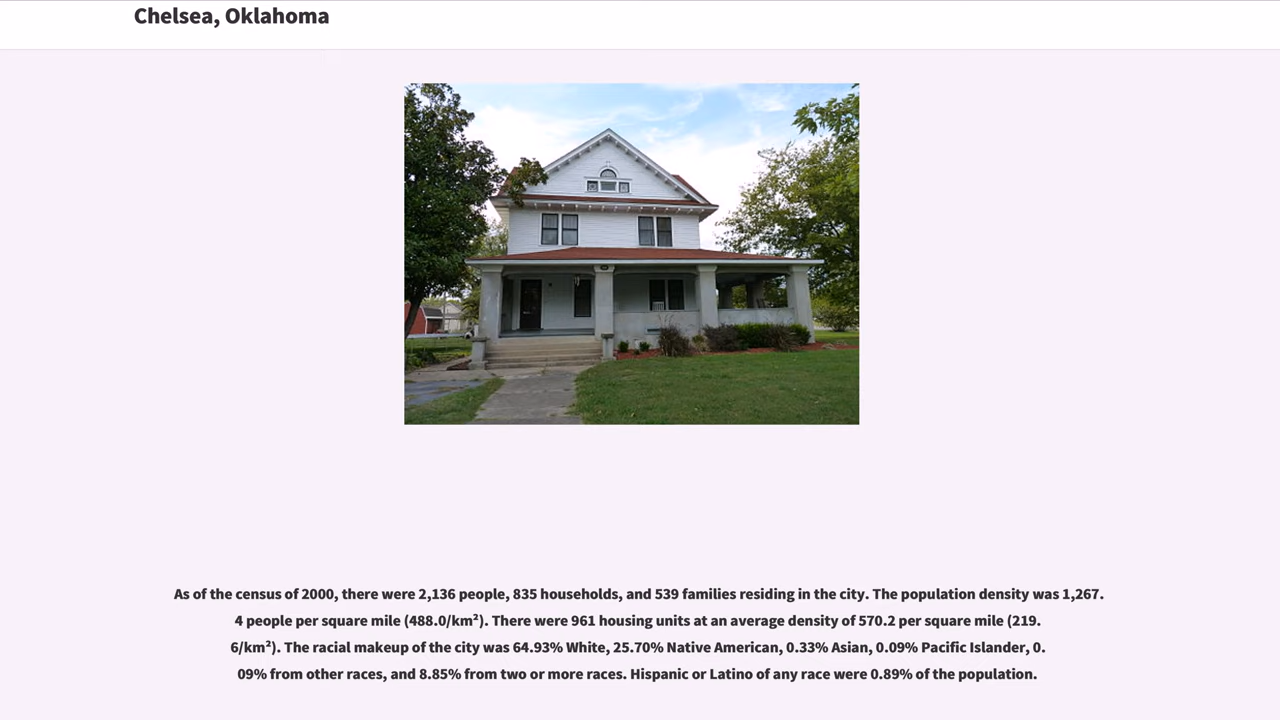 Chelsea, Oklahoma
As of the census of 2000, there were 2,136 people, 835 households, and 539 families residing in the city. The population density was 1,267.
4 people per square mile (488.0/km²). There were 961 housing units at an average density of 570.2 per square mile (219.
6/km²). The racial makeup of the city was 64.93% White, 25.70% Native American, 0.33% Asian, 0.09% Pacific Islander, 0.
09% from other races, and 8.85% from two or more races. Hispanic or Latino of any race were 0.89% of the population.